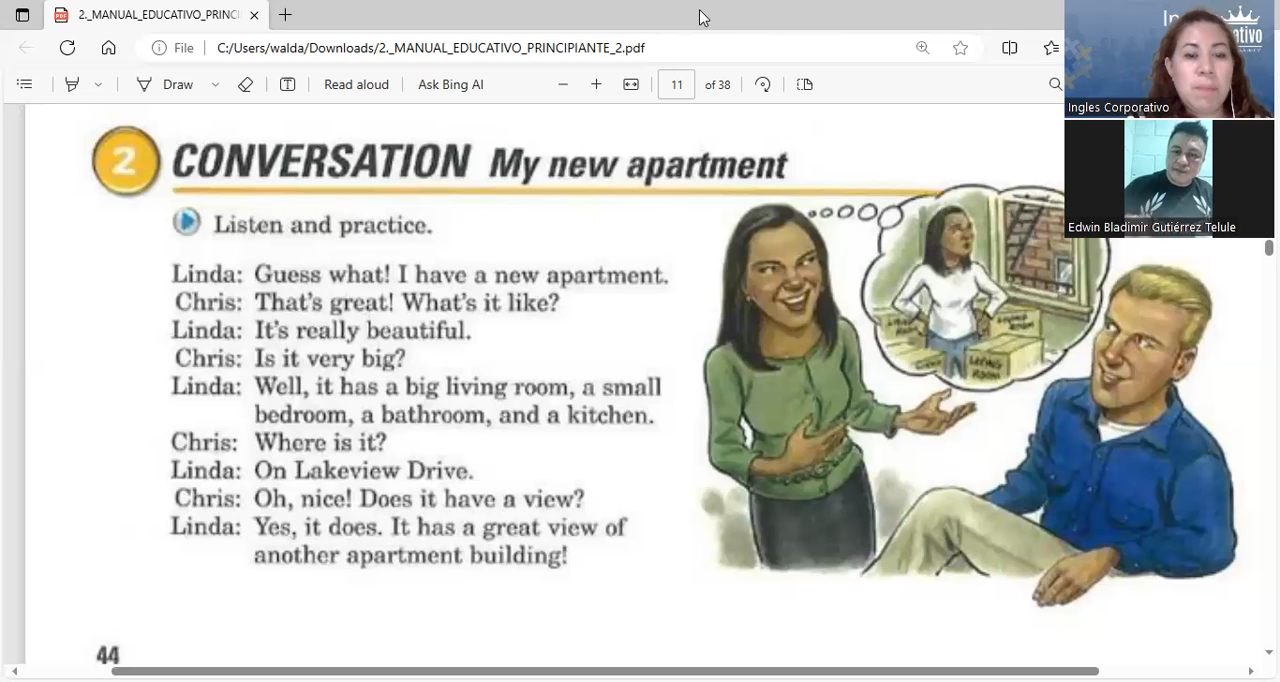 2._MANUAL_EDUCATIVO_PRINCI
File
C:/Users/walda/Downloads/2._MANUAL_EDUCATIVO_PRINCIPIANTE_2.pdf
Draw
Read aloud
Ask Bing AI
11 of 38
Ingles Corporativo
Edwin Bladimir Gutiérrez Telule
2 CONVERSATION My new apartment
Listen and practice.
Linda: Guess what! I have a new apartment.
Chris: That's great! What's it like?
Linda: It's really beautiful.
Chris: Is it very big?
Linda: Well, it has a big living room, a small
bedroom, a bathroom, and a kitchen.
Chris: Where is it?
Linda: On Lakeview Drive.
Chris: Oh, nice! Does it have a view?
Linda: Yes, it does. It has a great view of
another apartment building!
LIVING
ROOM
44